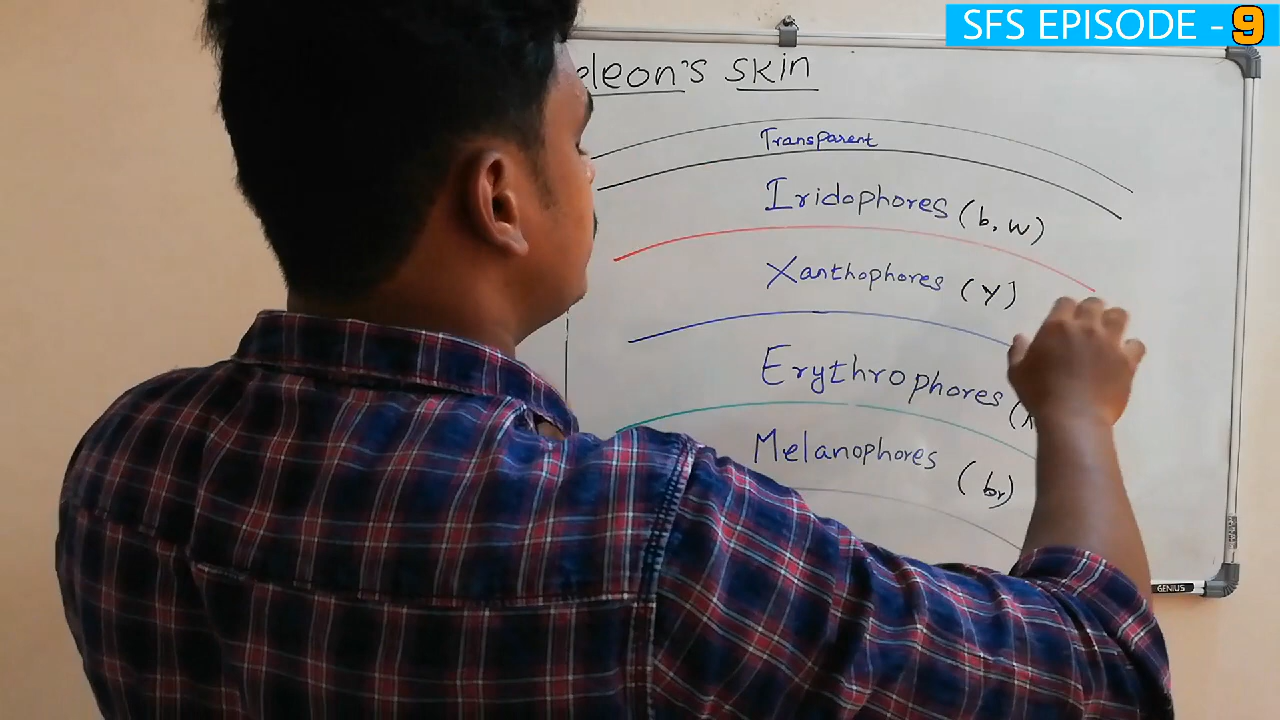 SFS EPISODE - 9
eleon's skin
Transparent
Iridophores (b, w)
Xanthophores (y)
Erythrophores (
Melanophores (br)
GENIUS